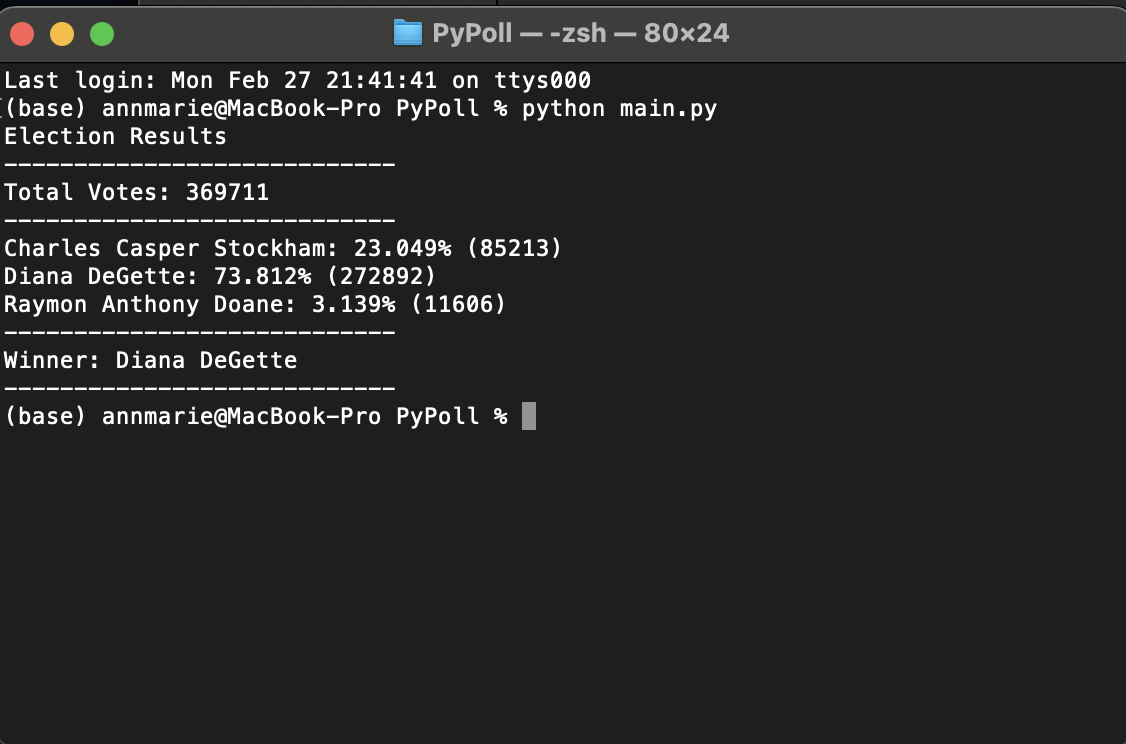 PyPoll — -zsh — 80×24
Last login: Mon Feb 27 21:41:41 on ttys000
(base) annmarie@MacBook-Pro PyPoll % python main.py
Election Results
----------------------------
Total Votes: 369711
----------------------------
Charles Casper Stockham: 23.049% (85213)
Diana DeGette: 73.812% (272892)
Raymon Anthony Doane: 3.139% (11606)
----------------------------
Winner: Diana DeGette
----------------------------
(base) annmarie@MacBook-Pro PyPoll %